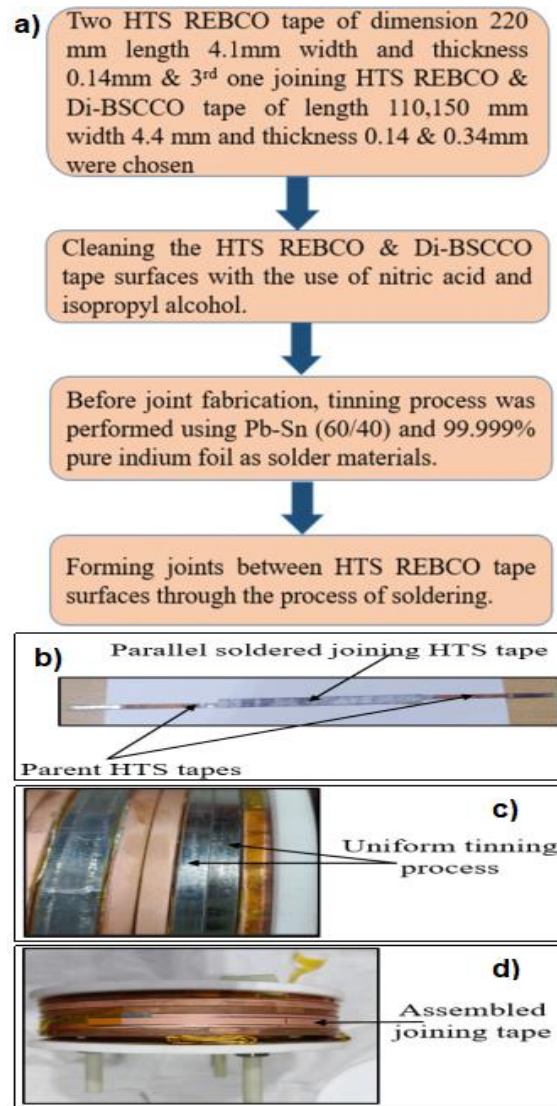 a)
Two HTS REBCO tape of dimension 220
mm length 4.1mm width and thickness
0.14mm & 3rd one joining HTS REBCO &
Di-BSCCO tape of length 110,150 mm
width 4.4 mm and thickness 0.14 & 0.34mm
were chosen
Cleaning the HTS REBCO & Di-BSCCO
tape surfaces with the use of nitric acid and
isopropyl alcohol.
Before joint fabrication, tinning process was
performed using Pb-Sn (60/40) and 99.999%
pure indium foil as solder materials.
Forming joints between HTS REBCO tape
surfaces through the process of soldering.
b)
Parallel soldered joining HTS tape
Parent HTS tapes
c)
Uniform tinning
process
d)
Assembled
joining tape